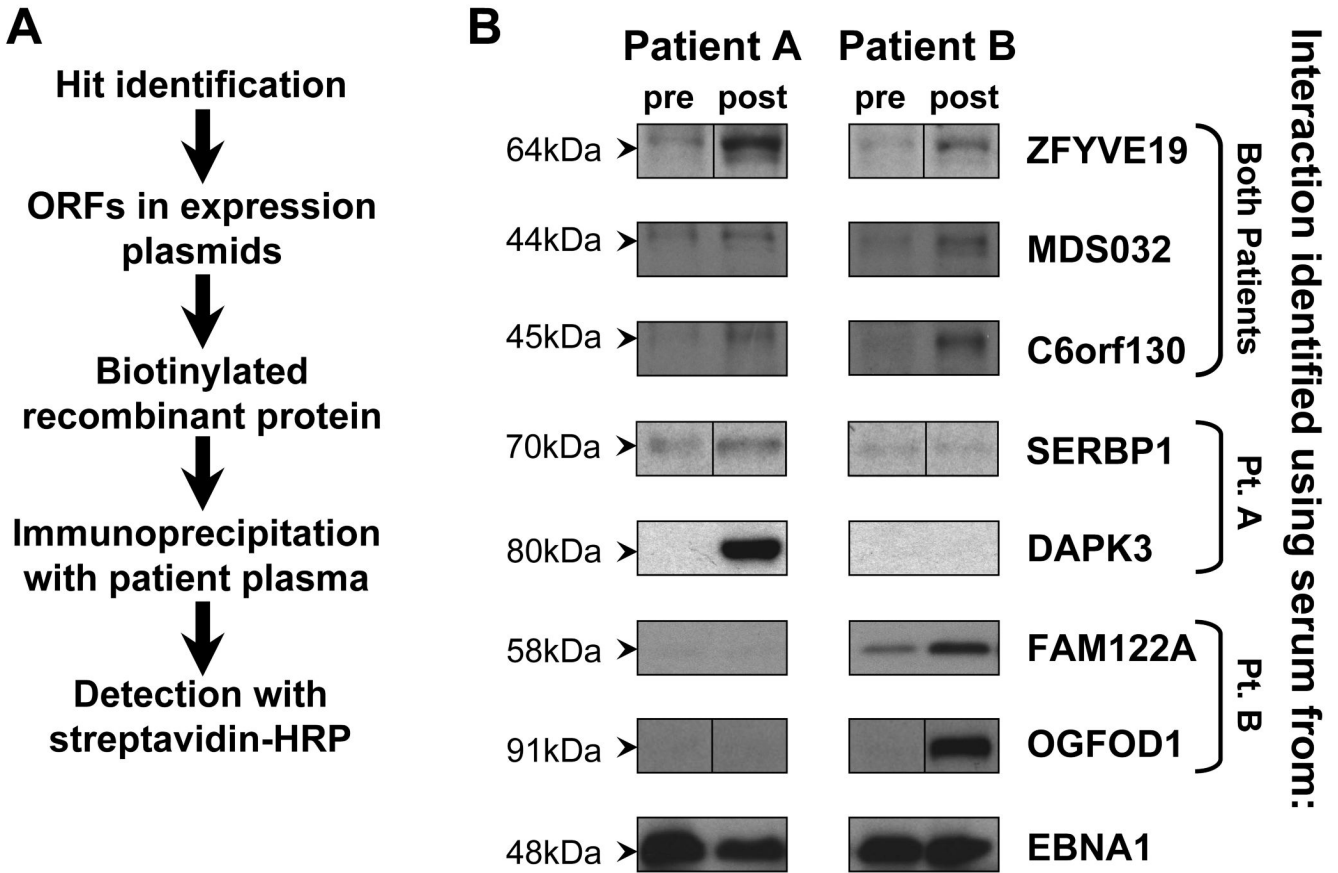 A
Hit identification
ORFs in expression
plasmids
Biotinylated
recombinant protein
Immunoprecipitation
with patient plasma
Detection with
streptavidin-HRP
B
Patient A
Patient B
pre
post
pre
post
64kDa
ZFYVE19
44kDa
MDS032
45kDa
C6orf130
70kDa
SERBP1
80kDa
DAPK3
58kDa
FAM122A
91kDa
OGFOD1
48kDa
EBNA1
Both Patients
Pt. A
Pt. B
Interaction identified using serum from: